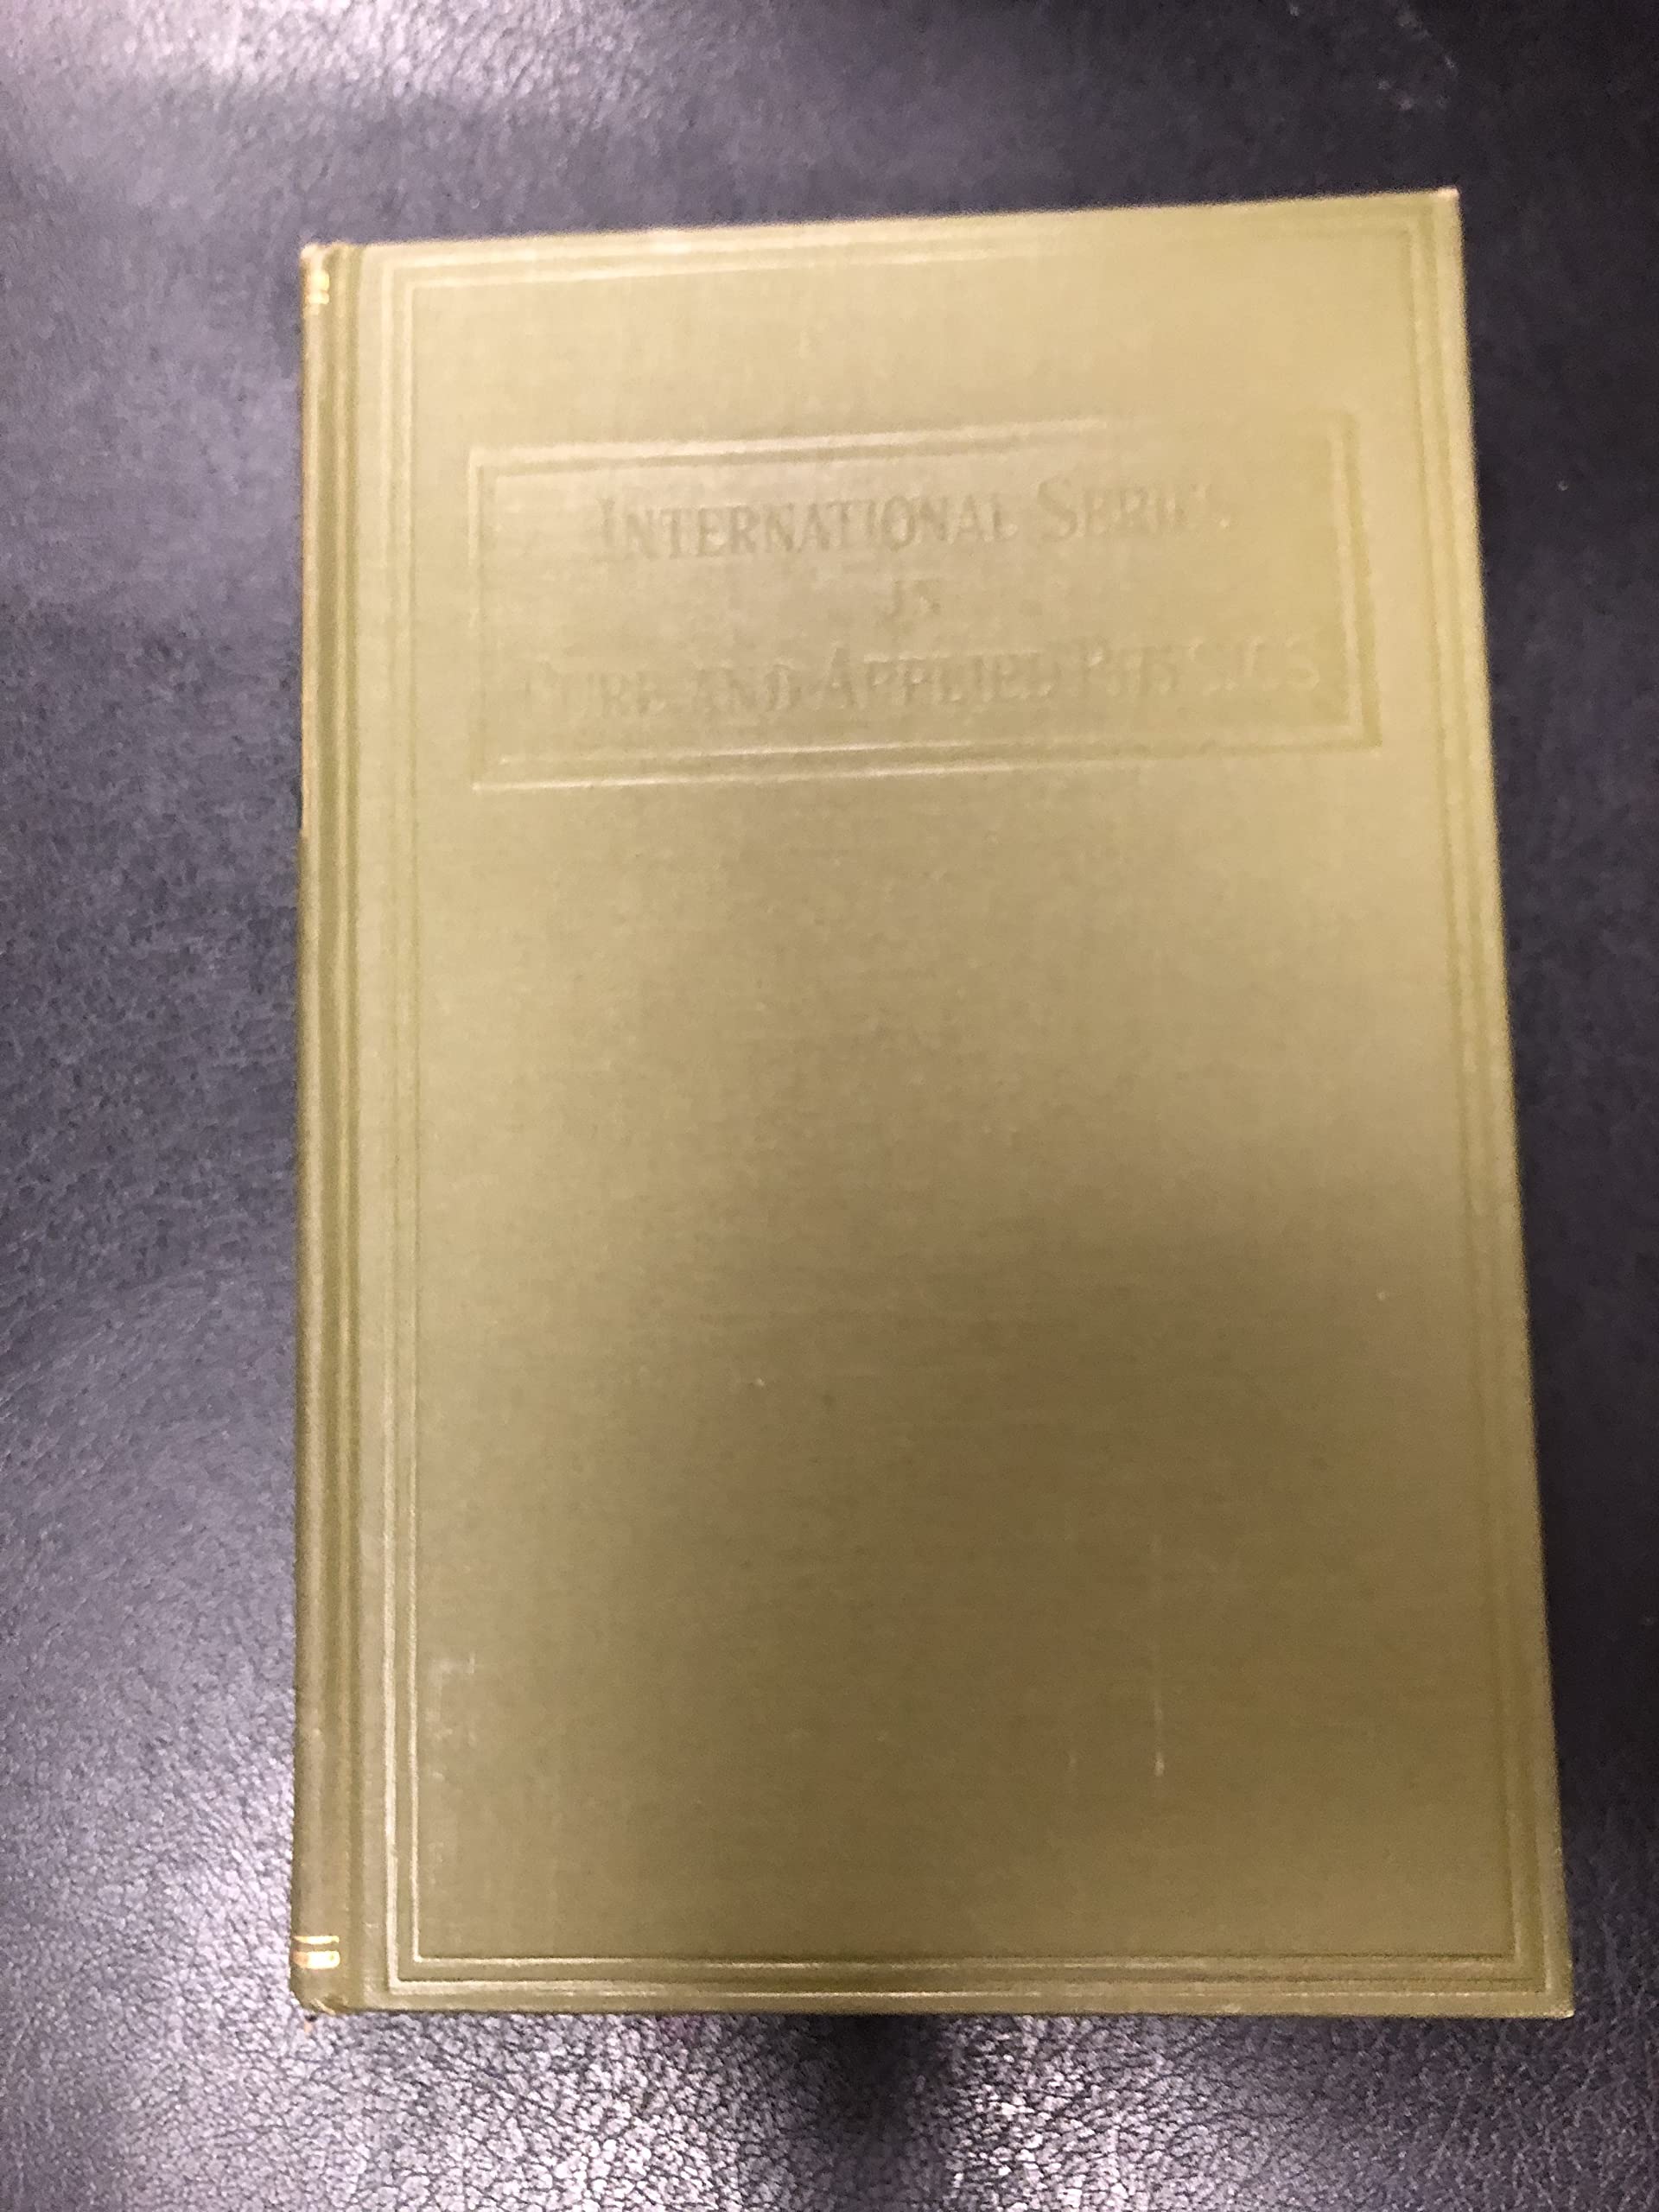 INTERNATIONAL SERIES
IN
PURE AND APPLIED PHYSICS